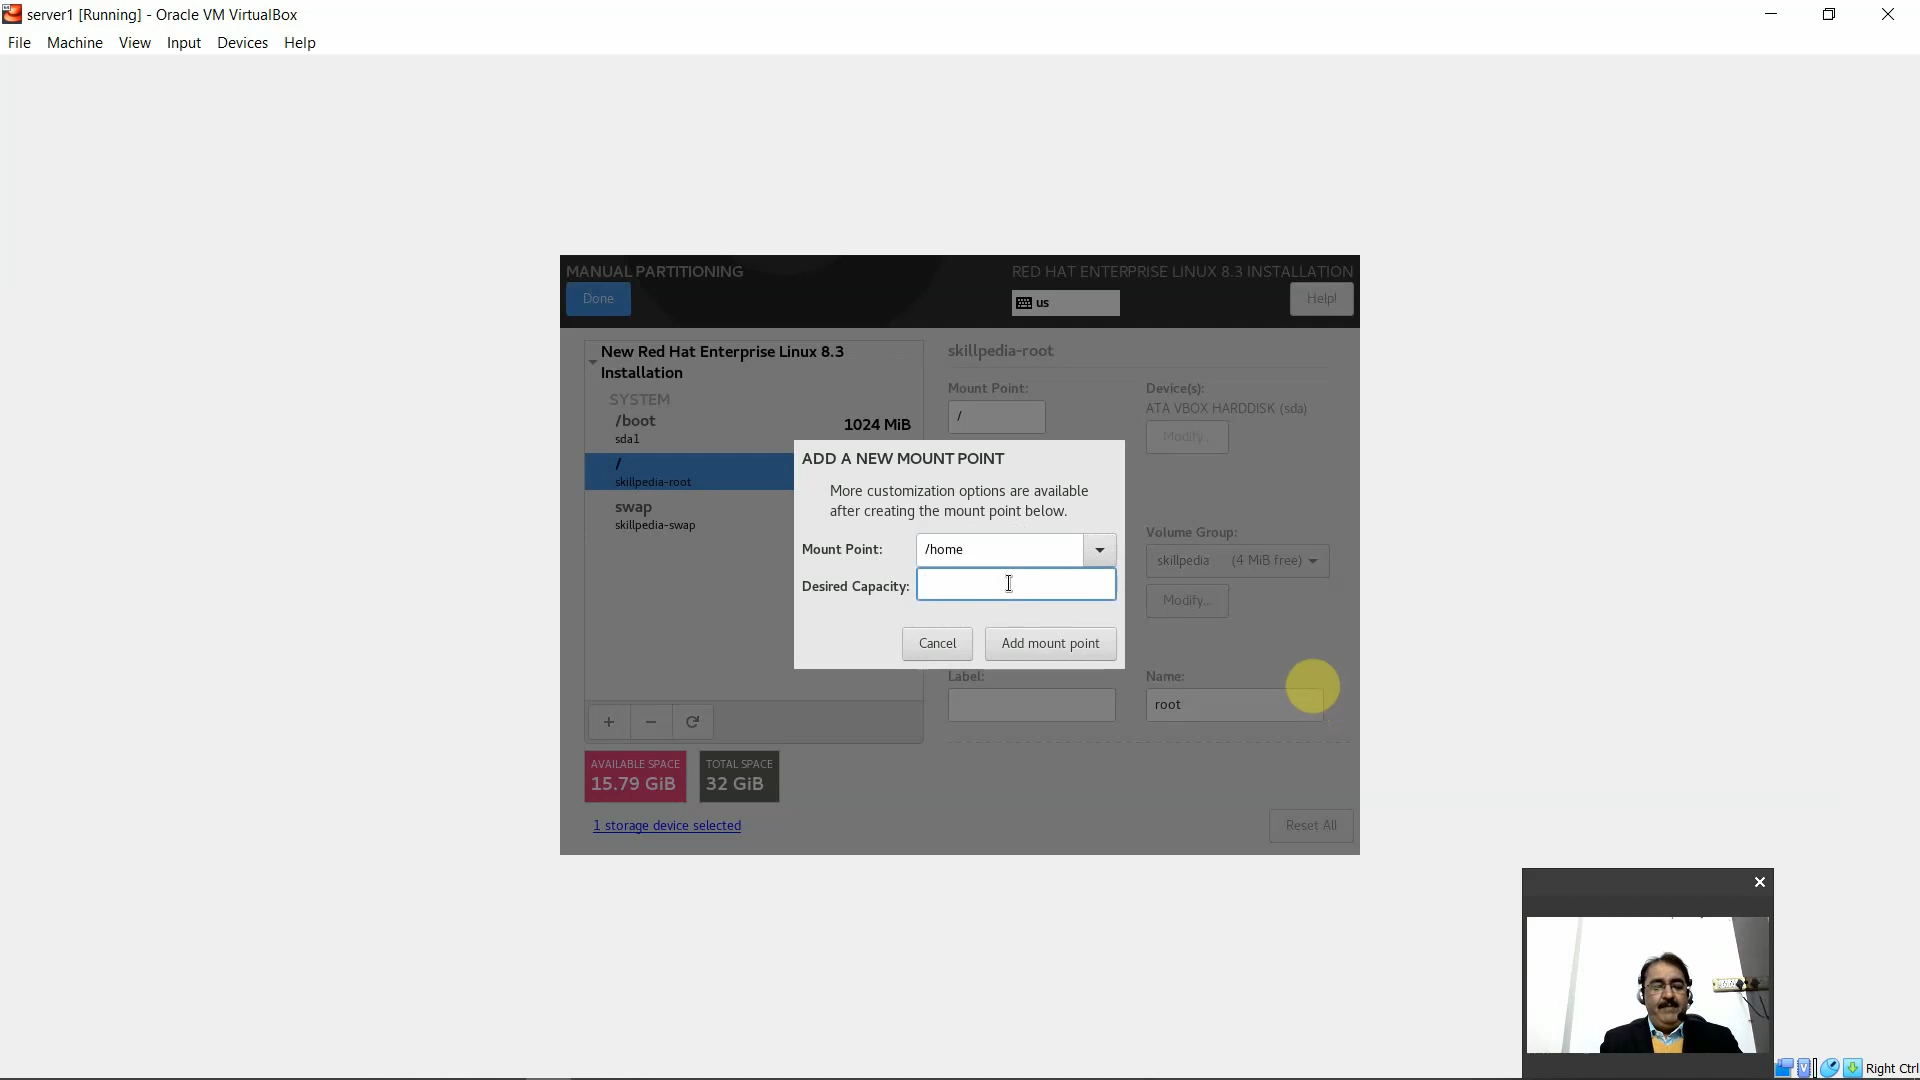 server1 [Running] - Oracle VM VirtualBox
File Machine View Input Devices Help
MANUAL PARTITIONING
RED HAT ENTERPRISE LINUX 8.3 INSTALLATION
Done
us
Help!
New Red Hat Enterprise Linux 8.3
Installation
SYSTEM
/boot
1024 MiB
sda1
/
skillpedia-root
swap
skillpedia-swap
skillpedia-root
Mount Point:
/
Device(s):
ATA VBOX HARDDISK (sda)
Modify...
ADD A NEW MOUNT POINT
More customization options are available
after creating the mount point below.
Mount Point:
/home
Desired Capacity:
Cancel
Add mount point
Volume Group:
skillpedia (4 MiB free)
Modify...
Label:
Name:
root
+ -
AVAILABLE SPACE
15.79 GiB
TOTAL SPACE
32 GiB
1 storage device selected
Reset All
Right Ctrl